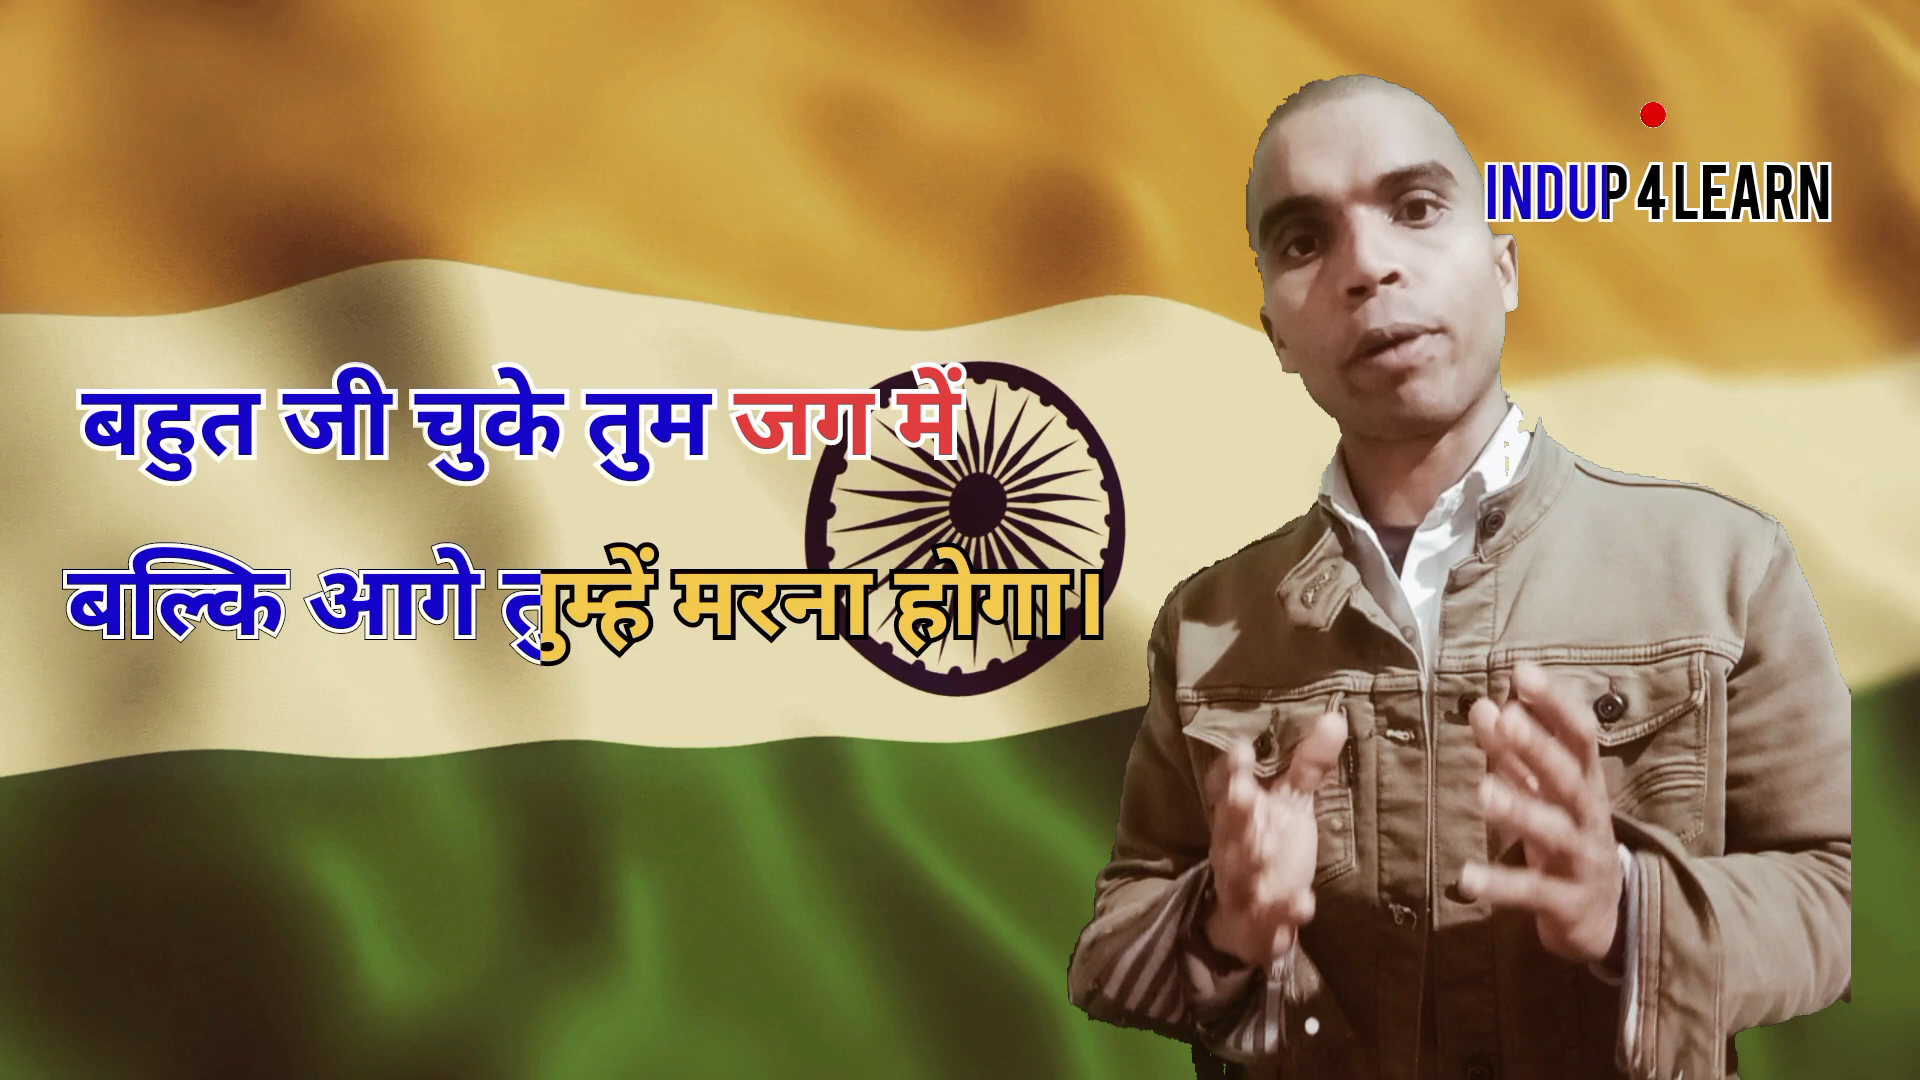 INDUP 4 LEARN
बहुत जी चुके तुम जग में
बल्कि आगे तुम्हें मरना होगा।